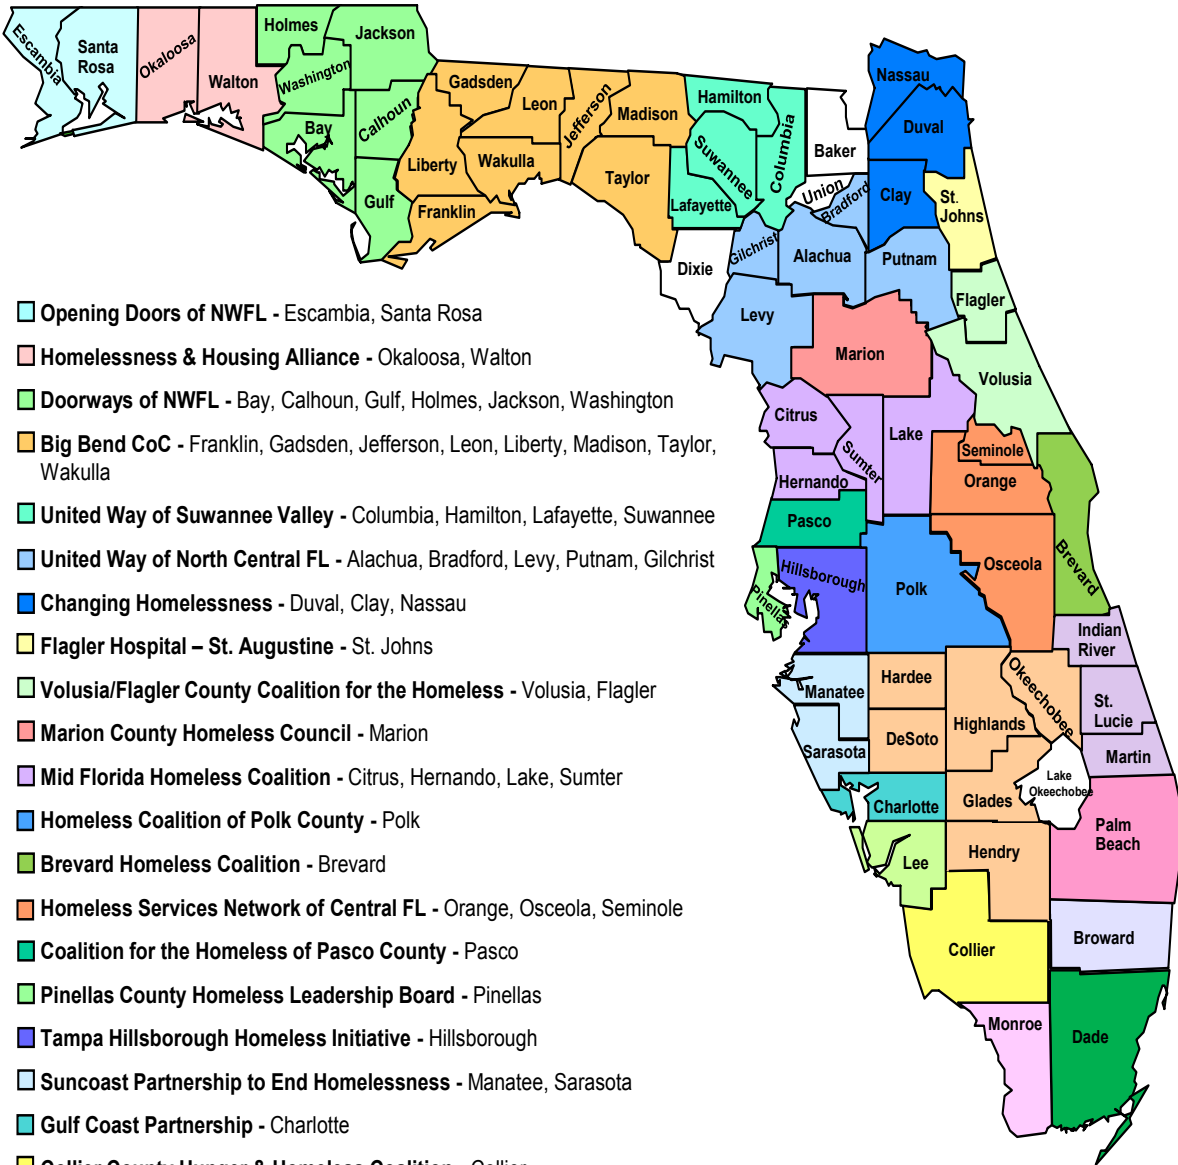 Escambia
Santa
Rosa
Okaloosa
Walton
Holmes
Jackson
Washington
Bay
Calhoun
Gulf
Gadsden
Leon
Jefferson
Madison
Liberty
Wakulla
Franklin
Taylor
Hamilton
Suwannee
Columbia
Lafayette
Baker
Union
Bradford
Nassau
Duval
Clay
St.
Johns
Dixie
Gilchrist
Alachua
Putnam
Levy
Flagler
Marion
Volusia
Citrus
Lake
Sumter
Seminole
Orange
Hernando
Pasco
Brevard
Osceola
Hillsborough
Pinellas
Polk
Indian
River
Manatee
Hardee
Okeechobee
Highlands
St.
Lucie
Sarasota
DeSoto
Martin
Lake
Okeechobee
Charlotte
Glades
Palm
Beach
Lee
Hendry
Collier
Broward
Monroe
Dade
Opening Doors of NWFL - Escambia, Santa Rosa
Homelessness & Housing Alliance - Okaloosa, Walton
Doorways of NWFL - Bay, Calhoun, Gulf, Holmes, Jackson, Washington
Big Bend CoC - Franklin, Gadsden, Jefferson, Leon, Liberty, Madison, Taylor,
Wakulla
United Way of Suwannee Valley - Columbia, Hamilton, Lafayette, Suwannee
United Way of North Central FL - Alachua, Bradford, Levy, Putnam, Gilchrist
Changing Homelessness - Duval, Clay, Nassau
Flagler Hospital – St. Augustine - St. Johns
Volusia/Flagler County Coalition for the Homeless - Volusia, Flagler
Marion County Homeless Council - Marion
Mid Florida Homeless Coalition - Citrus, Hernando, Lake, Sumter
Homeless Coalition of Polk County - Polk
Brevard Homeless Coalition - Brevard
Homeless Services Network of Central FL - Orange, Osceola, Seminole
Coalition for the Homeless of Pasco County - Pasco
Pinellas County Homeless Leadership Board - Pinellas
Tampa Hillsborough Homeless Initiative - Hillsborough
Suncoast Partnership to End Homelessness - Manatee, Sarasota
Gulf Coast Partnership - Charlotte
Collier County Hunger & Homeless Coalition - Collier